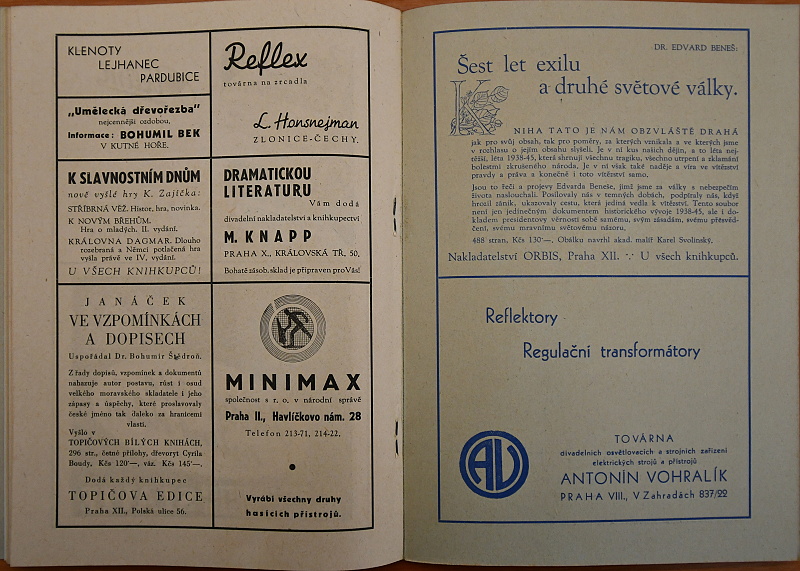 KLENOTY
LEJHANEC
PARDUBICE
„Umělecká dřevořezba"
nejcennější ozdobou,
Informace: BOHUMIL BEK
V KUTNÉ HOŘE.
K SLAVNOSTNÍM DNŮM
nově vyšlé hry K. Zajíčka:
STŘÍBRNÁ VĚŽ. Histor. hra, novinka.
K NOVÝM BŘEHŮM.
Hra o mladých. II. vydání.
KRÁLOVNA DAGMAR. Dlouho
rozebraná a Němci potlačená hra
vyšla právě ve IV. vydání.
U VŠECH KNIHKUPCŮ!
JANÁČEK
VE VZPOMÍNKÁCH
A DOPISECH
Uspořádal Dr. Bohumír Štědroň.
Z řady dopisů, vzpomínek a dokumentů
nahazuje autor postavu, růst i osud
velkého moravského skladatele i jeho
zápasy a úspěchy, které proslavovaly
české jméno tak daleko za hranicemi
vlasti.
Vyšlo v
TOPIČOVÝCH BÍLÝCH KNIHÁCH,
296 str., četné přílohy, dřevoryt Cyrila
Boudy, Kčs 120'—, váz. Kčs 145'—.
Dodá každý knihkupec
TOPIČOVA EDICE
Praha XII., Polská ulice 56.
Reflex
továrna na zrcadla
L. Honsnejman
ZLONICE-ČECHY.
DRAMATICKOU
LITERATURU
Vám dodá
divadelní nakladatelství a knihkupectví
M. KNAPP
PRAHA X., KRÁLOVSKÁ TŘ. 50.
Bohatě zásob. sklad je připraven pro Vás!
MINIMAX
společnost s r. o. v národní správě
Praha II., Havlíčkovo nám. 28
Telefon 213-71, 214-22.
Vyrábí všechny druhy
hasicích přístrojů.
DR. EDVARD BENEŠ:
Šest let exilu
a druhé světové války.
KNIHA TATO JE NÁM OBZVLÁŠTĚ DRAHÁ
jak pro svůj obsah, tak pro poměry, za kterých vznikala a ve kterých jsme
v rozhlasu o jejím obsahu slyšeli. Je v ní kus našich dějin, a to léta nej-
těžší, léta 1938-45, která shrnují všechnu tragiku, všechno utrpení a zklamání
bolestmi zkrušeného národa. Je v ní však také naděje a víra ve vítězství
pravdy a práva a konečně i toto vítězství samo.
Jsou to řeči a projevy Edvarda Beneše, jimiž jsme za války s nebezpečím
života naslouchali. Posilovaly nás v temných dobách, podpíraly nás, když
hrozil zánik, ukazovaly cestu, která jediná vedla k vítězství. Tento soubor
není jen jedinečným dokumentem historického vývoje 1938-45, ale i do-
kladem presidentovy věrnosti sobě samému, svým zásadám, svému přesvěd-
čení, svému mravnímu světovému názoru.
488 stran, Kčs 130'—, Obálku navrhl akad. malíř Karel Svolinský.
Nakladatelství ORBIS, Praha XII. ∵ U všech knihkupců.
Reflektory
Regulační transformátory
AV
TOVÁRNA
divadelních osvětlovacích a strojních zařízení
elektrických strojů a přístrojů
ANTONÍN VOHRALÍK
PRAHA VIII., V Zahradách 837/22